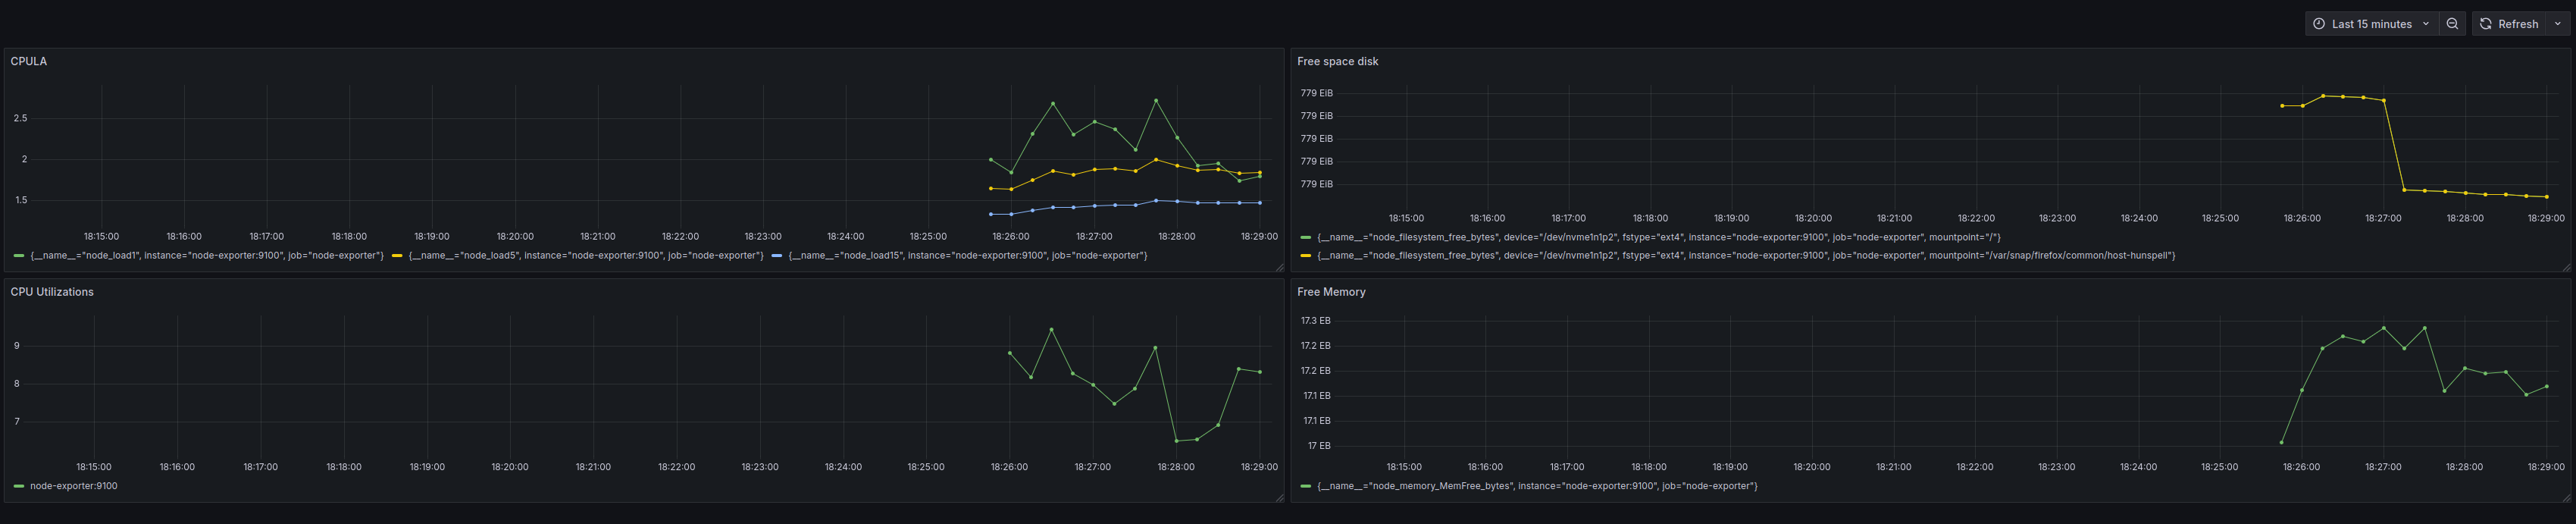 Last 15 minutes Refresh
CPULA
2.5
2
1.5
18:15:00 18:16:00 18:17:00 18:18:00 18:19:00 18:20:00 18:21:00 18:22:00 18:23:00 18:24:00 18:25:00 18:26:00 18:27:00 18:28:00 18:29:00
{__name__="node_load1", instance="node-exporter:9100", job="node-exporter"} {__name__="node_load5", instance="node-exporter:9100", job="node-exporter"} {__name__="node_load15", instance="node-exporter:9100", job="node-exporter"}
Free space disk
779 EiB
779 EiB
779 EiB
779 EiB
779 EiB
18:15:00 18:16:00 18:17:00 18:18:00 18:19:00 18:20:00 18:21:00 18:22:00 18:23:00 18:24:00 18:25:00 18:26:00 18:27:00 18:28:00 18:29:00
{__name__="node_filesystem_free_bytes", device="/dev/nvme1n1p2", fstype="ext4", instance="node-exporter:9100", job="node-exporter", mountpoint="/"}
{__name__="node_filesystem_free_bytes", device="/dev/nvme1n1p2", fstype="ext4", instance="node-exporter:9100", job="node-exporter", mountpoint="/var/snap/firefox/common/host-hunspell"}
CPU Utilizations
9
8
7
18:15:00 18:16:00 18:17:00 18:18:00 18:19:00 18:20:00 18:21:00 18:22:00 18:23:00 18:24:00 18:25:00 18:26:00 18:27:00 18:28:00 18:29:00
node-exporter:9100
Free Memory
17.3 EB
17.2 EB
17.2 EB
17.1 EB
17.1 EB
17 EB
18:15:00 18:16:00 18:17:00 18:18:00 18:19:00 18:20:00 18:21:00 18:22:00 18:23:00 18:24:00 18:25:00 18:26:00 18:27:00 18:28:00 18:29:00
{__name__="node_memory_MemFree_bytes", instance="node-exporter:9100", job="node-exporter"}